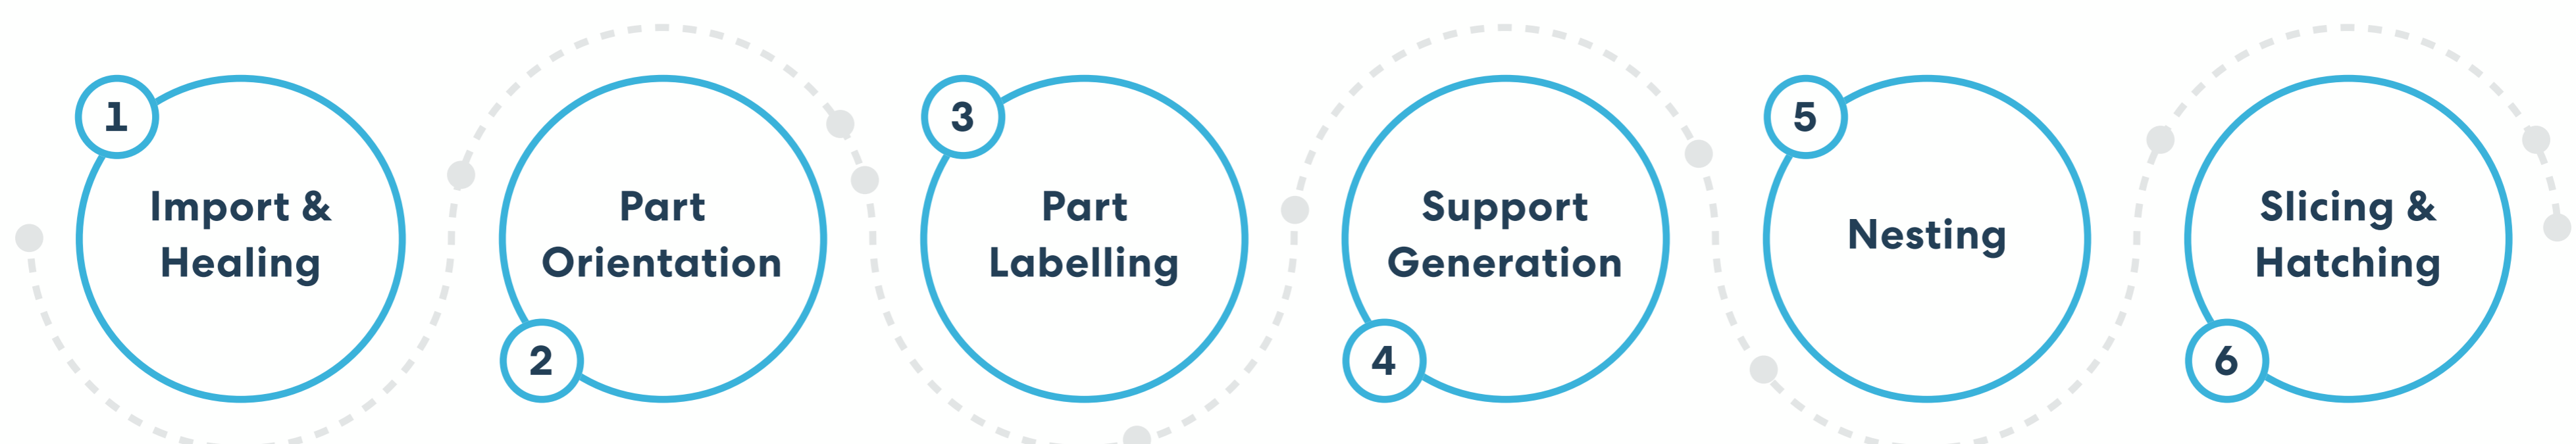 1
Import &
Healing
2
Part
Orientation
3
Part
Labelling
4
Support
Generation
5
Nesting
6
Slicing &
Hatching